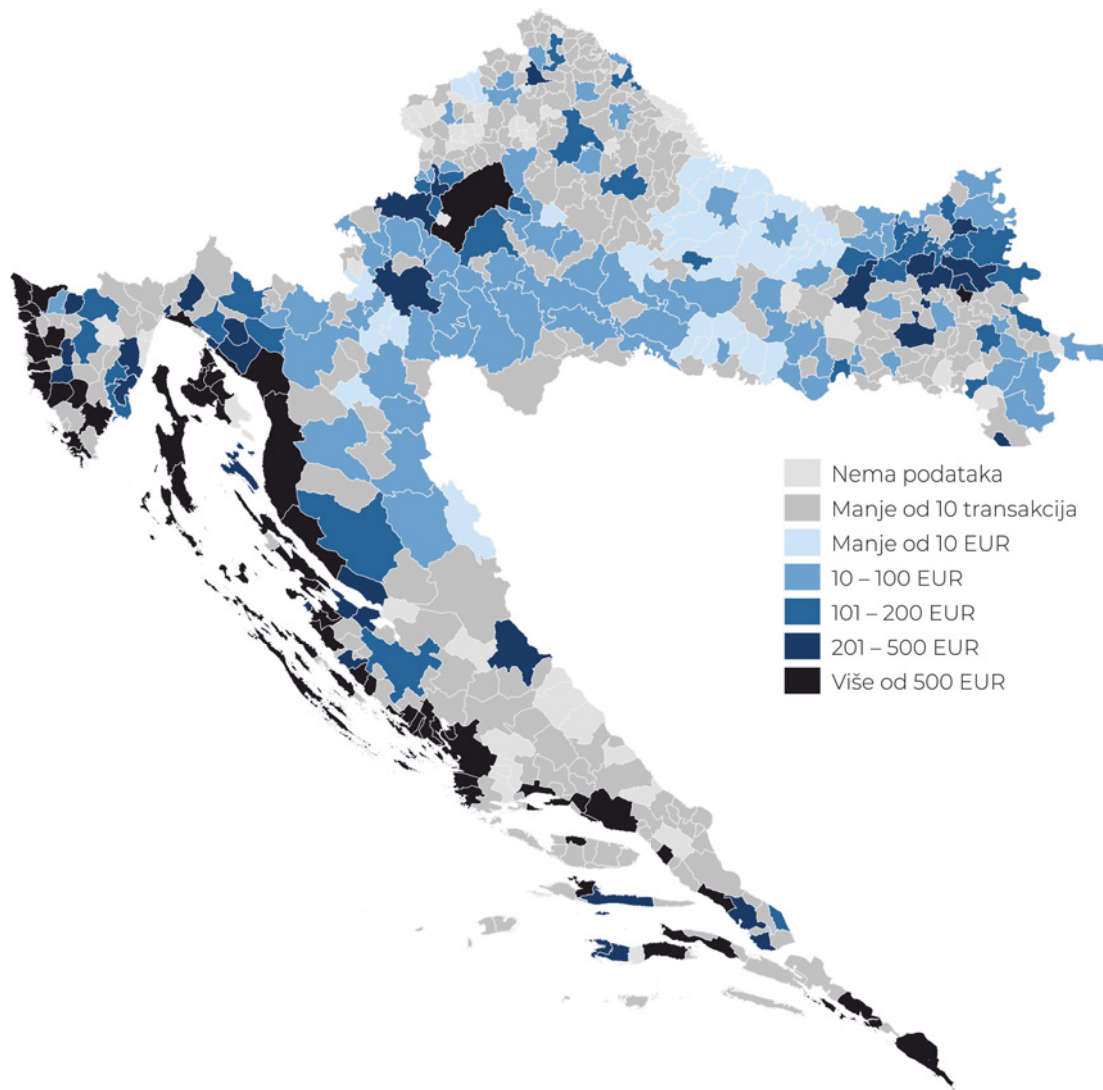 Nema podataka
Manje od 10 transakcija
Manje od 10 EUR
10 – 100 EUR
101 – 200 EUR
201 – 500 EUR
Više od 500 EUR